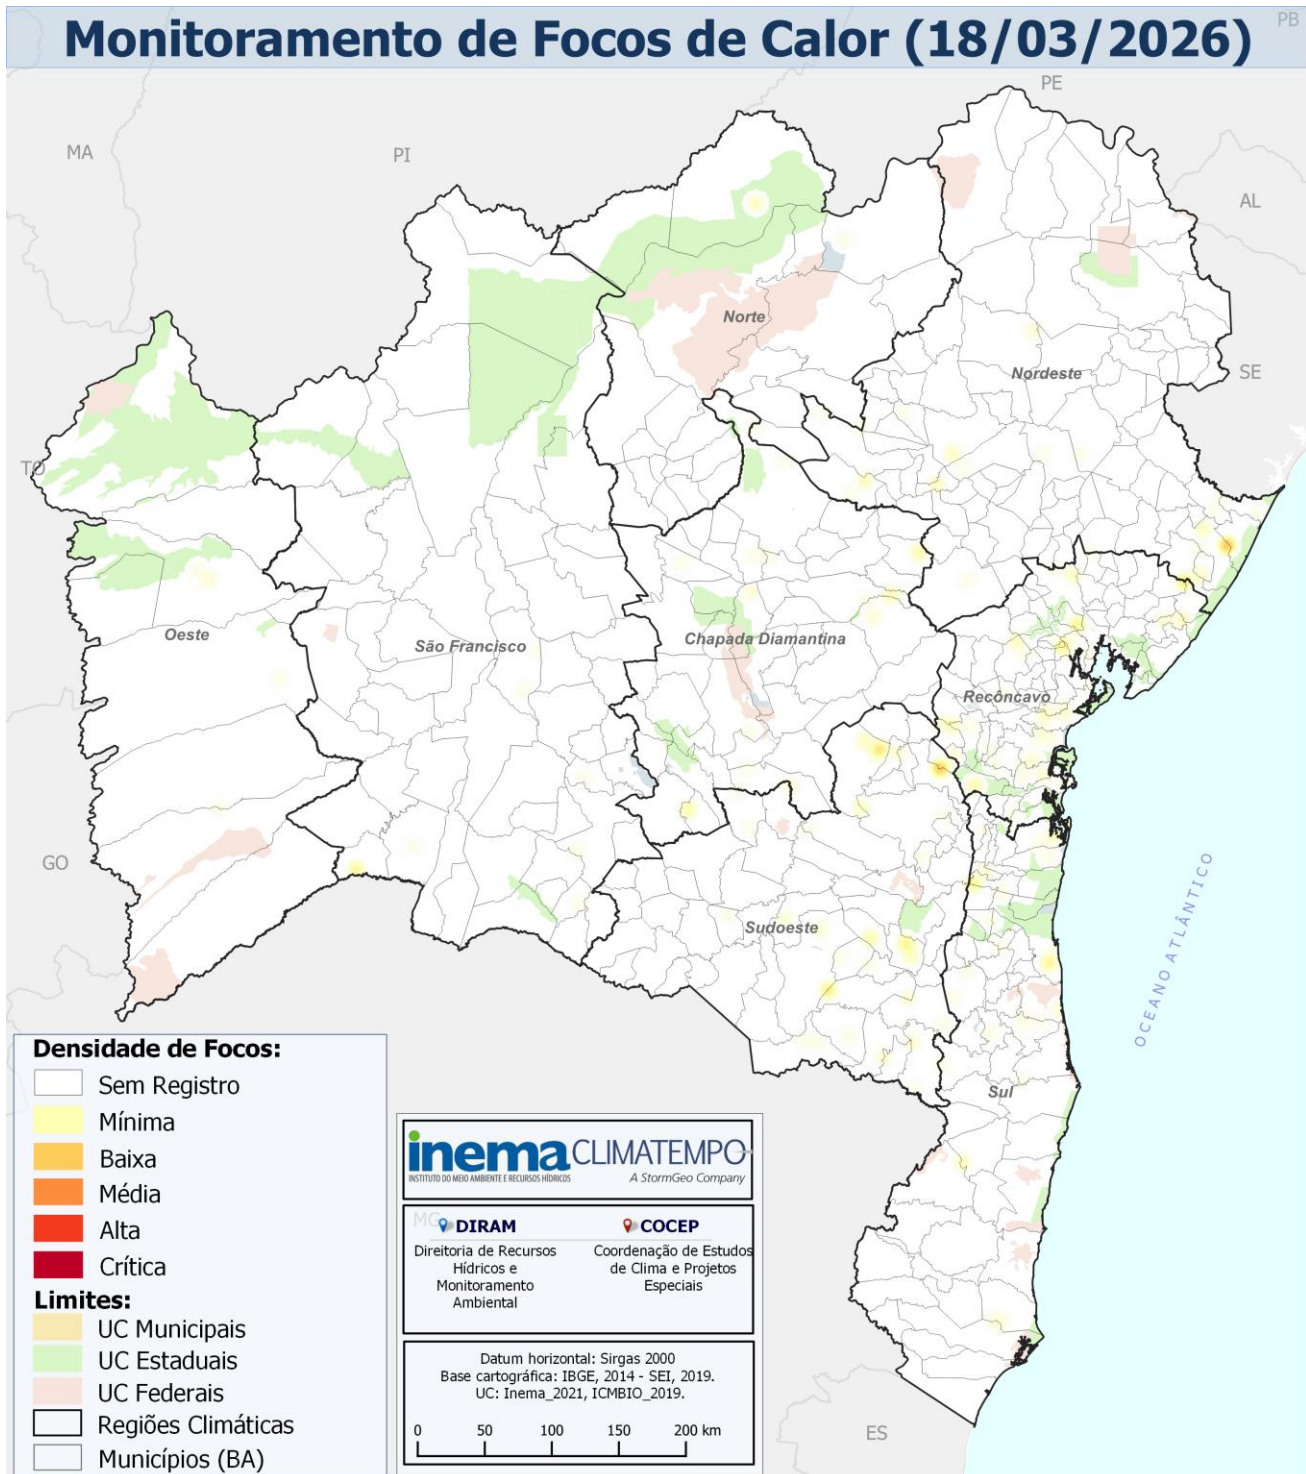 Monitoramento de Focos de Calor (18/03/2026)
PB
PE
MA
PI
AL
Norte
Nordeste
SE
TO
Oeste
São Francisco
Chapada Diamantina
Recôncavo
GO
Sudoeste
OCEANO ATLÂNTICO
Sul
Densidade de Focos:
Sem Registro
Mínima
Baixa
Média
Alta
Crítica
Limites:
UC Municipais
UC Estaduais
UC Federais
Regiões Climáticas
Municípios (BA)
inema
INSTITUTO DO MEIO AMBIENTE E RECURSOS HÍDRICOS
CLIMATEMPO
A StormGeo Company
MG
DIRAM
Direitoria de Recursos
Hídricos e
Monitoramento
Ambiental
COCEP
Coordenação de Estudos
de Clima e Projetos
Especiais
Datum horizontal: Sirgas 2000
Base cartográfica: IBGE, 2014 - SEI, 2019.
UC: Inema_2021, ICMBIO_2019.
0 50 100 150 200 km
ES